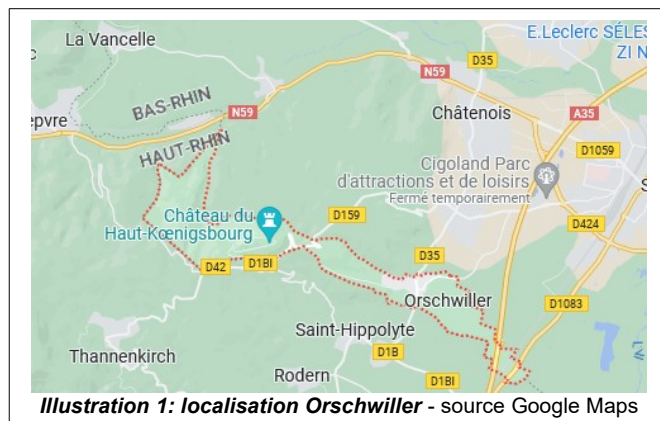 La Vancelle
E.Leclerc SÉLES
ZI N
D35
N59
BAS-RHIN
N59
Châtenois
A35
epvre
HAUT-RHIN
D1059
Cigoland Parc
d'attractions et de loisirs
Fermé temporairement
S
Château du
Haut-Kœnigsbourg
D159
D424
D42
D1BI
D35
Orschwiller
D1083
Saint-Hippolyte
Thannenkirch
D1B
Rodern
D1BI
Illustration 1: localisation Orschwiller - source Google Maps